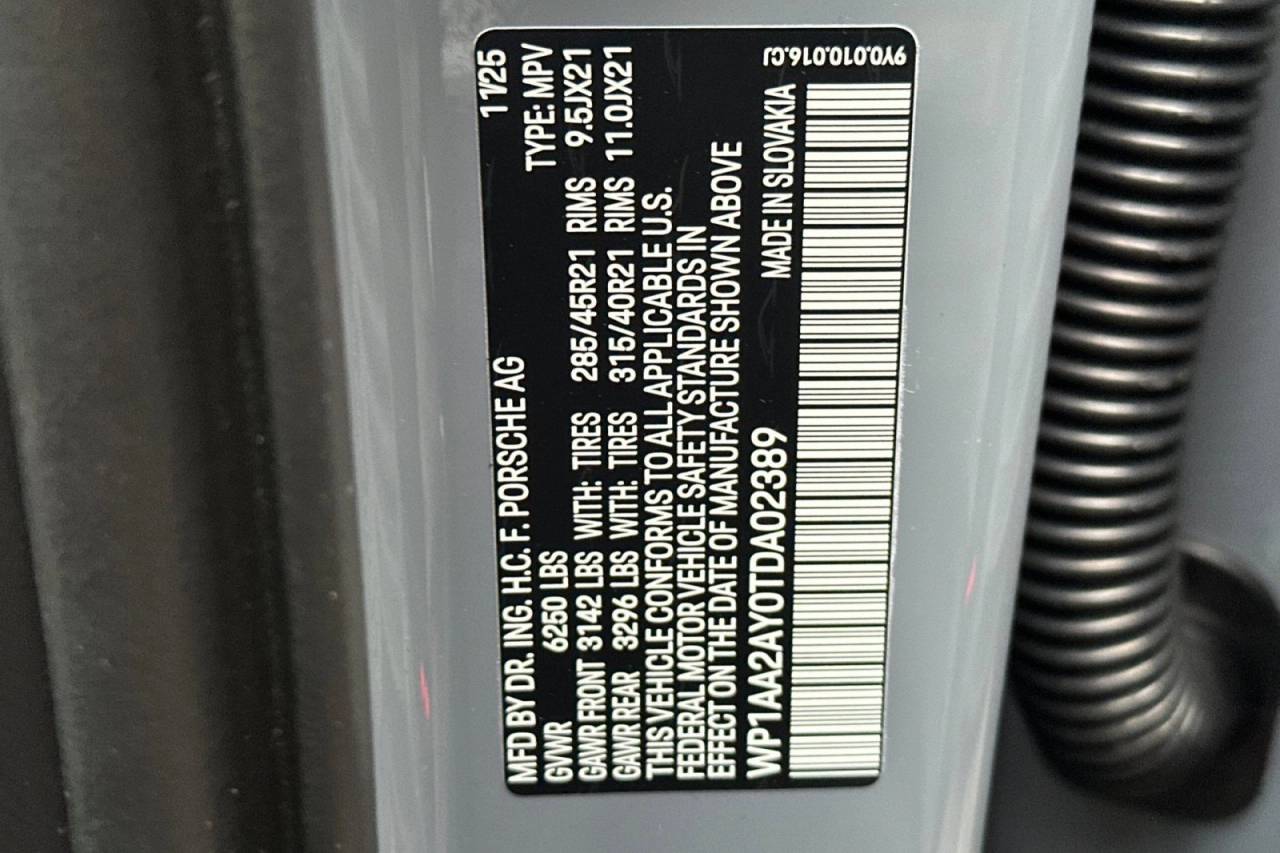 MFD BY DR. ING. H.C. F. PORSCHE AG 11/25
GVWR 6250 LBS TYPE: MPV
GAWR FRONT 3142 LBS WITH: TIRES 285/45R21 RIMS 9.5JX21
GAWR REAR 3296 LBS WITH: TIRES 315/40R21 RIMS 11.0JX21
THIS VEHICLE CONFORMS TO ALL APPLICABLE U.S.
FEDERAL MOTOR VEHICLE SAFETY STANDARDS IN
EFFECT ON THE DATE OF MANUFACTURE SHOWN ABOVE
WP1AA2AY0TDA02389 MADE IN SLOVAKIA
9Y0.010.016.CJ